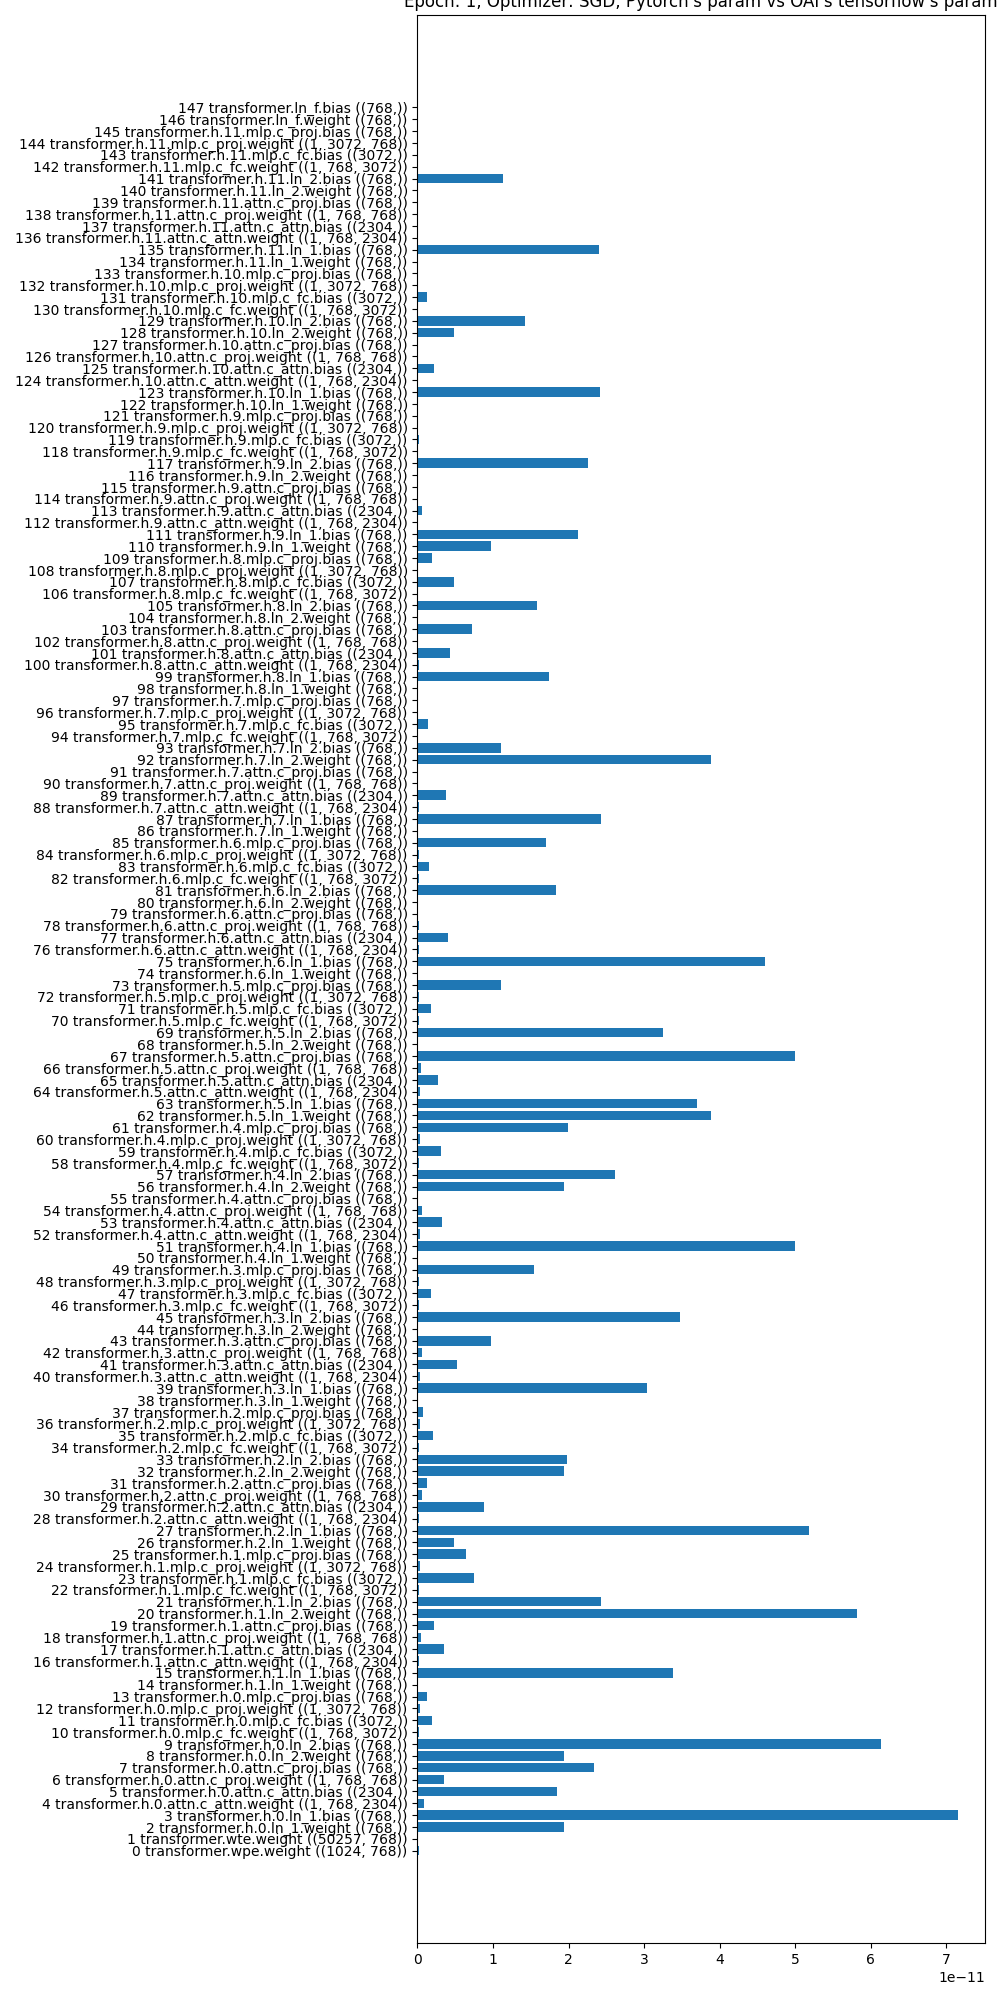 Epoch: 1, Optimizer: SGD, Pytorch's param vs OAI's tensorflow's param
147 transformer.ln_f.bias ((768,))
146 transformer.ln_f.weight ((768,))
145 transformer.h.11.mlp.c_proj.bias ((768,))
144 transformer.h.11.mlp.c_proj.weight ((1, 3072, 768))
143 transformer.h.11.mlp.c_fc.bias ((3072,))
142 transformer.h.11.mlp.c_fc.weight ((1, 768, 3072))
141 transformer.h.11.ln_2.bias ((768,))
140 transformer.h.11.ln_2.weight ((768,))
139 transformer.h.11.attn.c_proj.bias ((768,))
138 transformer.h.11.attn.c_proj.weight ((1, 768, 768))
137 transformer.h.11.attn.c_attn.bias ((2304,))
136 transformer.h.11.attn.c_attn.weight ((1, 768, 2304))
135 transformer.h.11.ln_1.bias ((768,))
134 transformer.h.11.ln_1.weight ((768,))
133 transformer.h.10.mlp.c_proj.bias ((768,))
132 transformer.h.10.mlp.c_proj.weight ((1, 3072, 768))
131 transformer.h.10.mlp.c_fc.bias ((3072,))
130 transformer.h.10.mlp.c_fc.weight ((1, 768, 3072))
129 transformer.h.10.ln_2.bias ((768,))
128 transformer.h.10.ln_2.weight ((768,))
127 transformer.h.10.attn.c_proj.bias ((768,))
126 transformer.h.10.attn.c_proj.weight ((1, 768, 768))
125 transformer.h.10.attn.c_attn.bias ((2304,))
124 transformer.h.10.attn.c_attn.weight ((1, 768, 2304))
123 transformer.h.10.ln_1.bias ((768,))
122 transformer.h.10.ln_1.weight ((768,))
121 transformer.h.9.mlp.c_proj.bias ((768,))
120 transformer.h.9.mlp.c_proj.weight ((1, 3072, 768))
119 transformer.h.9.mlp.c_fc.bias ((3072,))
118 transformer.h.9.mlp.c_fc.weight ((1, 768, 3072))
117 transformer.h.9.ln_2.bias ((768,))
116 transformer.h.9.ln_2.weight ((768,))
115 transformer.h.9.attn.c_proj.bias ((768,))
114 transformer.h.9.attn.c_proj.weight ((1, 768, 768))
113 transformer.h.9.attn.c_attn.bias ((2304,))
112 transformer.h.9.attn.c_attn.weight ((1, 768, 2304))
111 transformer.h.9.ln_1.bias ((768,))
110 transformer.h.9.ln_1.weight ((768,))
109 transformer.h.8.mlp.c_proj.bias ((768,))
108 transformer.h.8.mlp.c_proj.weight ((1, 3072, 768))
107 transformer.h.8.mlp.c_fc.bias ((3072,))
106 transformer.h.8.mlp.c_fc.weight ((1, 768, 3072))
105 transformer.h.8.ln_2.bias ((768,))
104 transformer.h.8.ln_2.weight ((768,))
103 transformer.h.8.attn.c_proj.bias ((768,))
102 transformer.h.8.attn.c_proj.weight ((1, 768, 768))
101 transformer.h.8.attn.c_attn.bias ((2304,))
100 transformer.h.8.attn.c_attn.weight ((1, 768, 2304))
99 transformer.h.8.ln_1.bias ((768,))
98 transformer.h.8.ln_1.weight ((768,))
97 transformer.h.7.mlp.c_proj.bias ((768,))
96 transformer.h.7.mlp.c_proj.weight ((1, 3072, 768))
95 transformer.h.7.mlp.c_fc.bias ((3072,))
94 transformer.h.7.mlp.c_fc.weight ((1, 768, 3072))
93 transformer.h.7.ln_2.bias ((768,))
92 transformer.h.7.ln_2.weight ((768,))
91 transformer.h.7.attn.c_proj.bias ((768,))
90 transformer.h.7.attn.c_proj.weight ((1, 768, 768))
89 transformer.h.7.attn.c_attn.bias ((2304,))
88 transformer.h.7.attn.c_attn.weight ((1, 768, 2304))
87 transformer.h.7.ln_1.bias ((768,))
86 transformer.h.7.ln_1.weight ((768,))
85 transformer.h.6.mlp.c_proj.bias ((768,))
84 transformer.h.6.mlp.c_proj.weight ((1, 3072, 768))
83 transformer.h.6.mlp.c_fc.bias ((3072,))
82 transformer.h.6.mlp.c_fc.weight ((1, 768, 3072))
81 transformer.h.6.ln_2.bias ((768,))
80 transformer.h.6.ln_2.weight ((768,))
79 transformer.h.6.attn.c_proj.bias ((768,))
78 transformer.h.6.attn.c_proj.weight ((1, 768, 768))
77 transformer.h.6.attn.c_attn.bias ((2304,))
76 transformer.h.6.attn.c_attn.weight ((1, 768, 2304))
75 transformer.h.6.ln_1.bias ((768,))
74 transformer.h.6.ln_1.weight ((768,))
73 transformer.h.5.mlp.c_proj.bias ((768,))
72 transformer.h.5.mlp.c_proj.weight ((1, 3072, 768))
71 transformer.h.5.mlp.c_fc.bias ((3072,))
70 transformer.h.5.mlp.c_fc.weight ((1, 768, 3072))
69 transformer.h.5.ln_2.bias ((768,))
68 transformer.h.5.ln_2.weight ((768,))
67 transformer.h.5.attn.c_proj.bias ((768,))
66 transformer.h.5.attn.c_proj.weight ((1, 768, 768))
65 transformer.h.5.attn.c_attn.bias ((2304,))
64 transformer.h.5.attn.c_attn.weight ((1, 768, 2304))
63 transformer.h.5.ln_1.bias ((768,))
62 transformer.h.5.ln_1.weight ((768,))
61 transformer.h.4.mlp.c_proj.bias ((768,))
60 transformer.h.4.mlp.c_proj.weight ((1, 3072, 768))
59 transformer.h.4.mlp.c_fc.bias ((3072,))
58 transformer.h.4.mlp.c_fc.weight ((1, 768, 3072))
57 transformer.h.4.ln_2.bias ((768,))
56 transformer.h.4.ln_2.weight ((768,))
55 transformer.h.4.attn.c_proj.bias ((768,))
54 transformer.h.4.attn.c_proj.weight ((1, 768, 768))
53 transformer.h.4.attn.c_attn.bias ((2304,))
52 transformer.h.4.attn.c_attn.weight ((1, 768, 2304))
51 transformer.h.4.ln_1.bias ((768,))
50 transformer.h.4.ln_1.weight ((768,))
49 transformer.h.3.mlp.c_proj.bias ((768,))
48 transformer.h.3.mlp.c_proj.weight ((1, 3072, 768))
47 transformer.h.3.mlp.c_fc.bias ((3072,))
46 transformer.h.3.mlp.c_fc.weight ((1, 768, 3072))
45 transformer.h.3.ln_2.bias ((768,))
44 transformer.h.3.ln_2.weight ((768,))
43 transformer.h.3.attn.c_proj.bias ((768,))
42 transformer.h.3.attn.c_proj.weight ((1, 768, 768))
41 transformer.h.3.attn.c_attn.bias ((2304,))
40 transformer.h.3.attn.c_attn.weight ((1, 768, 2304))
39 transformer.h.3.ln_1.bias ((768,))
38 transformer.h.3.ln_1.weight ((768,))
37 transformer.h.2.mlp.c_proj.bias ((768,))
36 transformer.h.2.mlp.c_proj.weight ((1, 3072, 768))
35 transformer.h.2.mlp.c_fc.bias ((3072,))
34 transformer.h.2.mlp.c_fc.weight ((1, 768, 3072))
33 transformer.h.2.ln_2.bias ((768,))
32 transformer.h.2.ln_2.weight ((768,))
31 transformer.h.2.attn.c_proj.bias ((768,))
30 transformer.h.2.attn.c_proj.weight ((1, 768, 768))
29 transformer.h.2.attn.c_attn.bias ((2304,))
28 transformer.h.2.attn.c_attn.weight ((1, 768, 2304))
27 transformer.h.2.ln_1.bias ((768,))
26 transformer.h.2.ln_1.weight ((768,))
25 transformer.h.1.mlp.c_proj.bias ((768,))
24 transformer.h.1.mlp.c_proj.weight ((1, 3072, 768))
23 transformer.h.1.mlp.c_fc.bias ((3072,))
22 transformer.h.1.mlp.c_fc.weight ((1, 768, 3072))
21 transformer.h.1.ln_2.bias ((768,))
20 transformer.h.1.ln_2.weight ((768,))
19 transformer.h.1.attn.c_proj.bias ((768,))
18 transformer.h.1.attn.c_proj.weight ((1, 768, 768))
17 transformer.h.1.attn.c_attn.bias ((2304,))
16 transformer.h.1.attn.c_attn.weight ((1, 768, 2304))
15 transformer.h.1.ln_1.bias ((768,))
14 transformer.h.1.ln_1.weight ((768,))
13 transformer.h.0.mlp.c_proj.bias ((768,))
12 transformer.h.0.mlp.c_proj.weight ((1, 3072, 768))
11 transformer.h.0.mlp.c_fc.bias ((3072,))
10 transformer.h.0.mlp.c_fc.weight ((1, 768, 3072))
9 transformer.h.0.ln_2.bias ((768,))
8 transformer.h.0.ln_2.weight ((768,))
7 transformer.h.0.attn.c_proj.bias ((768,))
6 transformer.h.0.attn.c_proj.weight ((1, 768, 768))
5 transformer.h.0.attn.c_attn.bias ((2304,))
4 transformer.h.0.attn.c_attn.weight ((1, 768, 2304))
3 transformer.h.0.ln_1.bias ((768,))
2 transformer.h.0.ln_1.weight ((768,))
1 transformer.wte.weight ((50257, 768))
0 transformer.wpe.weight ((1024, 768))
0 1 2 3 4 5 6 7
1e−11